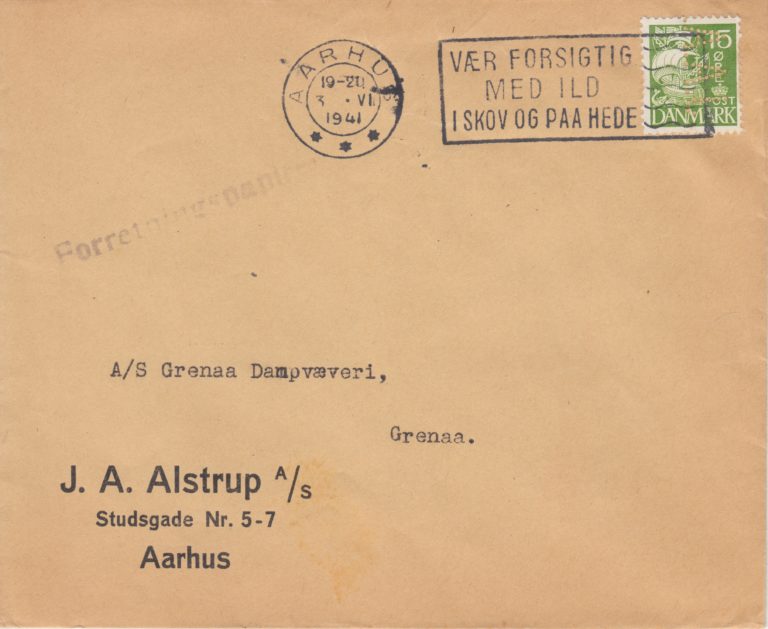 AARHUS
19-20
3 . VI.
1941
VÆR FORSIGTIG
MED ILD
I SKOV OG PAA HEDE
15
ØRE
POST
DANMARK
Forretningspapirer
A/S Grenaa Dampvæveri,
Grenaa.
J. A. Alstrup A/s
Studsgade Nr. 5-7
Aarhus